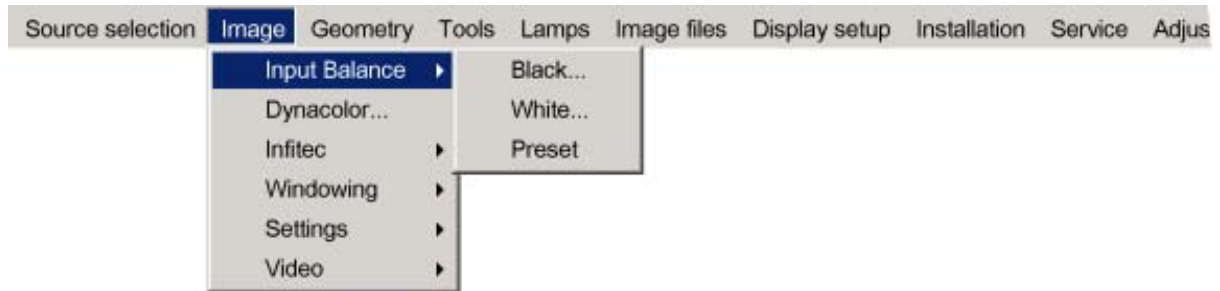 Source selection Image Geometry Tools Lamps Image files Display setup Installation Service Adjus
Input Balance Black...
Dynacolor... White...
Infitec Preset
Windowing
Settings
Video